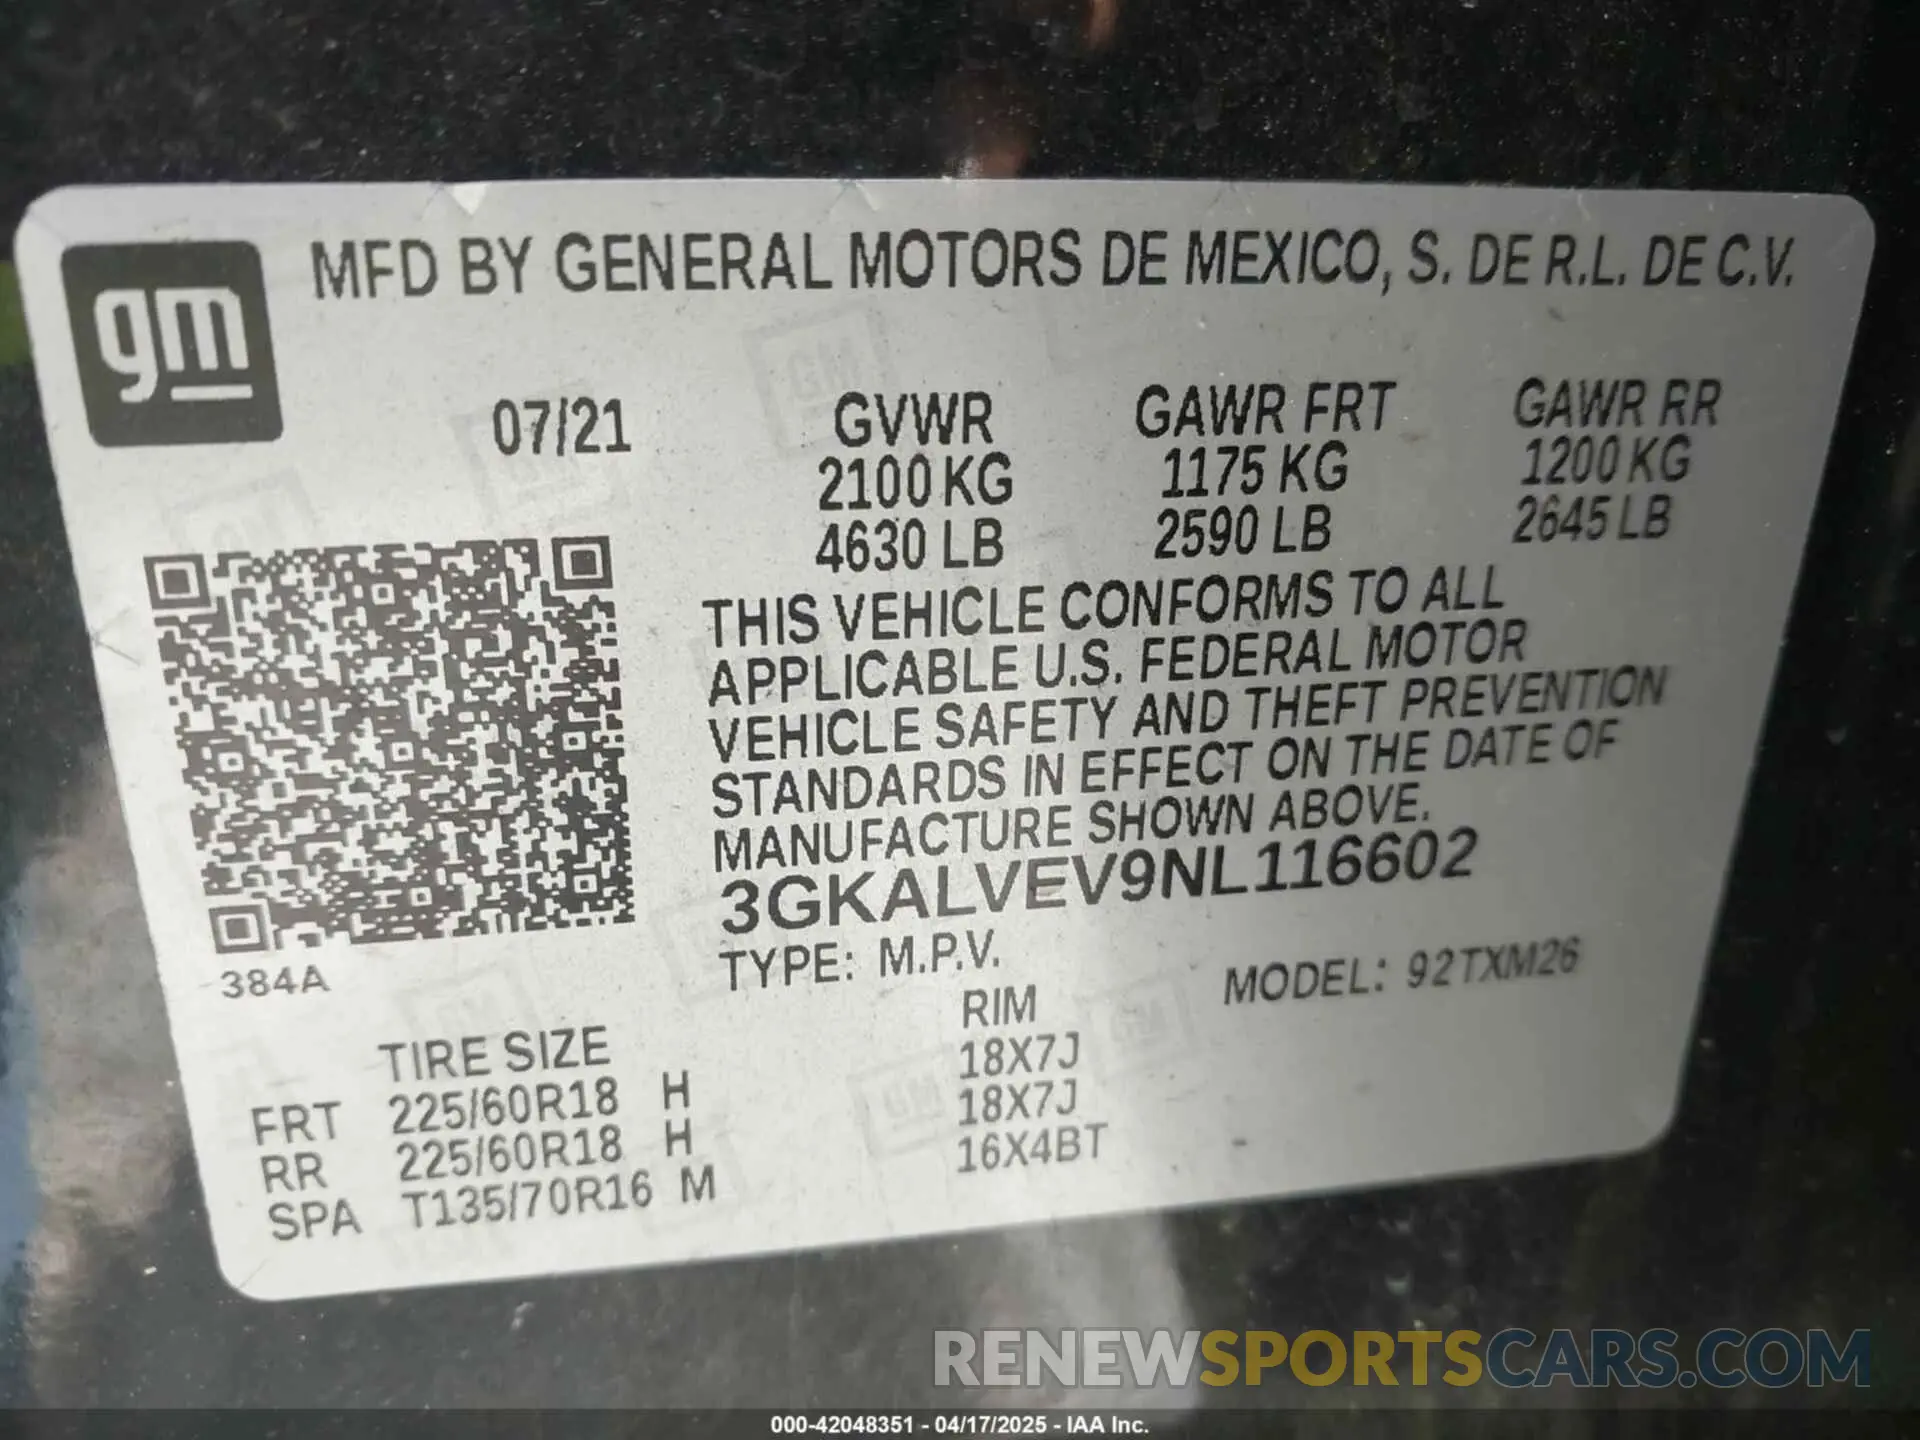 gm
MFD BY GENERAL MOTORS DE MEXICO, S. DE R.L. DE C.V.
07/21 GVWR GAWR FRT GAWR RR
2100 KG 1175 KG 1200 KG
4630 LB 2590 LB 2645 LB
THIS VEHICLE CONFORMS TO ALL
APPLICABLE U.S. FEDERAL MOTOR
VEHICLE SAFETY AND THEFT PREVENTION
STANDARDS IN EFFECT ON THE DATE OF
MANUFACTURE SHOWN ABOVE.
3GKALVEV9NL116602
384A
TYPE: M.P.V. MODEL: 92TXM26
TIRE SIZE RIM
FRT 225/60R18 H 18X7J
RR 225/60R18 H 18X7J
SPA T135/70R16 M 16X4BT
RENEWSPORTSCARS.COM
000-42048351 - 04/17/2025 - IAA Inc.